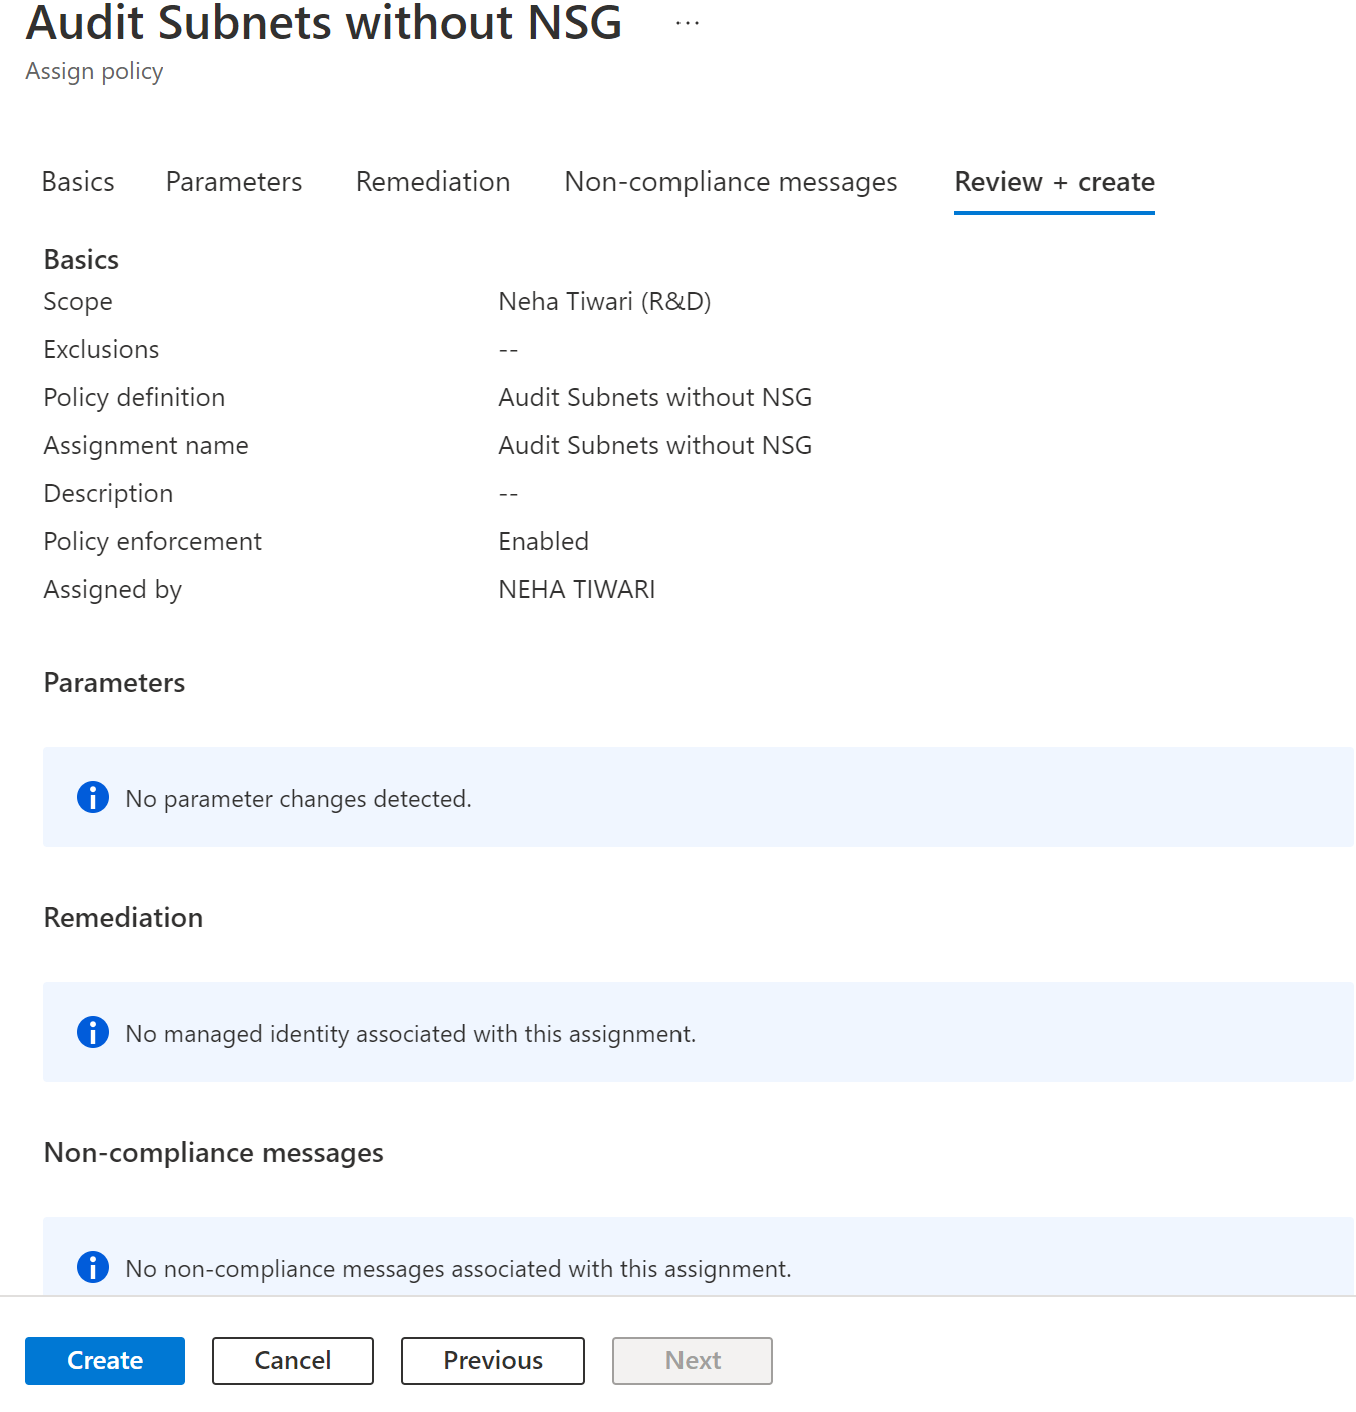 Audit Subnets without NSG ...
Assign policy
Basics Parameters Remediation Non-compliance messages Review + create
Basics
Scope Neha Tiwari (R&D)
Exclusions --
Policy definition Audit Subnets without NSG
Assignment name Audit Subnets without NSG
Description --
Policy enforcement Enabled
Assigned by NEHA TIWARI
Parameters
No parameter changes detected.
Remediation
No managed identity associated with this assignment.
Non-compliance messages
No non-compliance messages associated with this assignment.
Create Cancel Previous Next